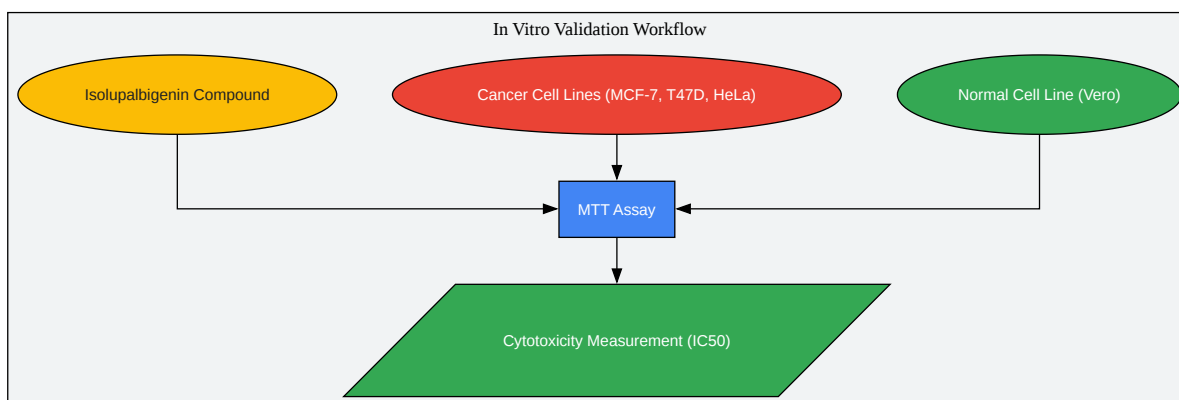 In Vitro Validation Workflow
Isolupalbigenin Compound
Cancer Cell Lines (MCF-7, T47D, HeLa)
Normal Cell Line (Vero)
MTT Assay
Cytotoxicity Measurement (IC50)